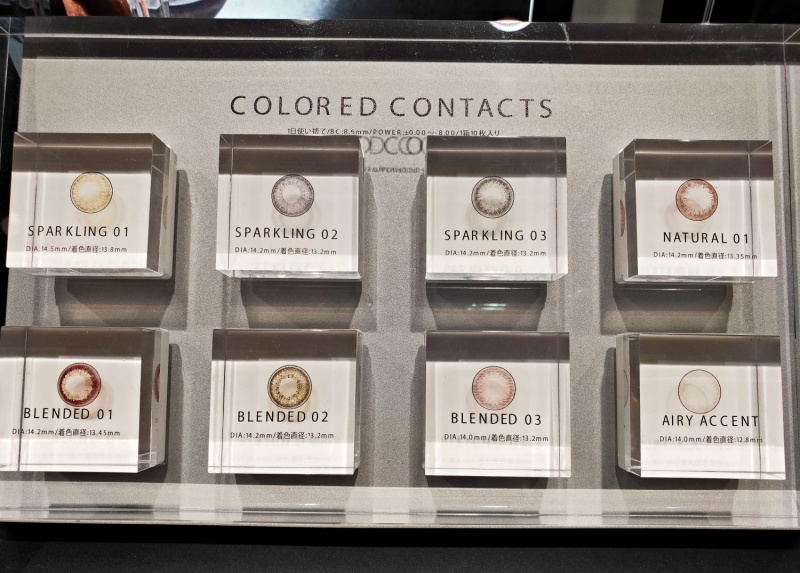 COLORED CONTACTS
1日使い捨て/BC:8.6mm/POWER:±0.00～-8.00/1箱10枚入り
SPARKLING 01
DIA:14.5mm/着色直径:13.8mm
SPARKLING 02
DIA:14.2mm/着色直径:13.2mm
SPARKLING 03
DIA:14.2mm/着色直径:13.2mm
NATURAL 01
DIA:14.2mm/着色直径:13.35mm
BLENDED 01
DIA:14.2mm/着色直径:13.45mm
BLENDED 02
DIA:14.2mm/着色直径:13.2mm
BLENDED 03
DIA:14.0mm/着色直径:13.2mm
AIRY ACCENT
DIA:14.0mm/着色直径:12.8mm